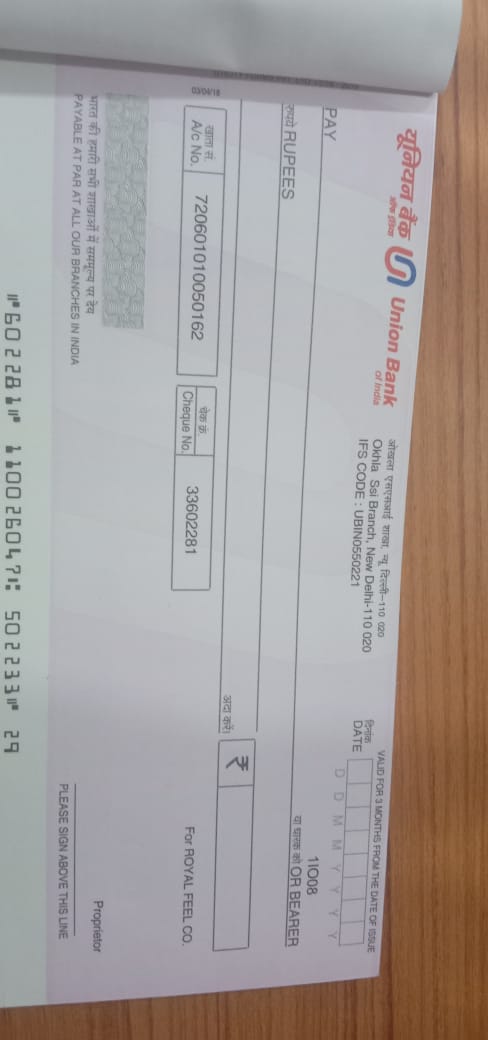 यूनियन बैंक
ऑफ इंडिया
Union Bank
of India
ओखला एसएसआई शाखा, न्यू दिल्ली-110 020
Okhla Ssi Branch, New Delhi-110 020
IFS CODE : UBIN0550221
VALID FOR 3 MONTHS FROM THE DATE OF ISSUE
दिनांक
DATE
D D M M Y Y Y Y
11O08
PAY
या धारक को OR BEARER
रुपये RUPEES
अदा करें।
₹
खाता सं.
A/c No.
720601010050162
चेक क्रं.
Cheque No.
33602281
For ROYAL FEEL CO.
Proprietor
भारत की हमारी सभी शाखाओं में सममूल्य पर देय
PAYABLE AT PAR AT ALL OUR BRANCHES IN INDIA
PLEASE SIGN ABOVE THIS LINE
⑈602281⑈ 110026047⑆ 502233⑈ 29